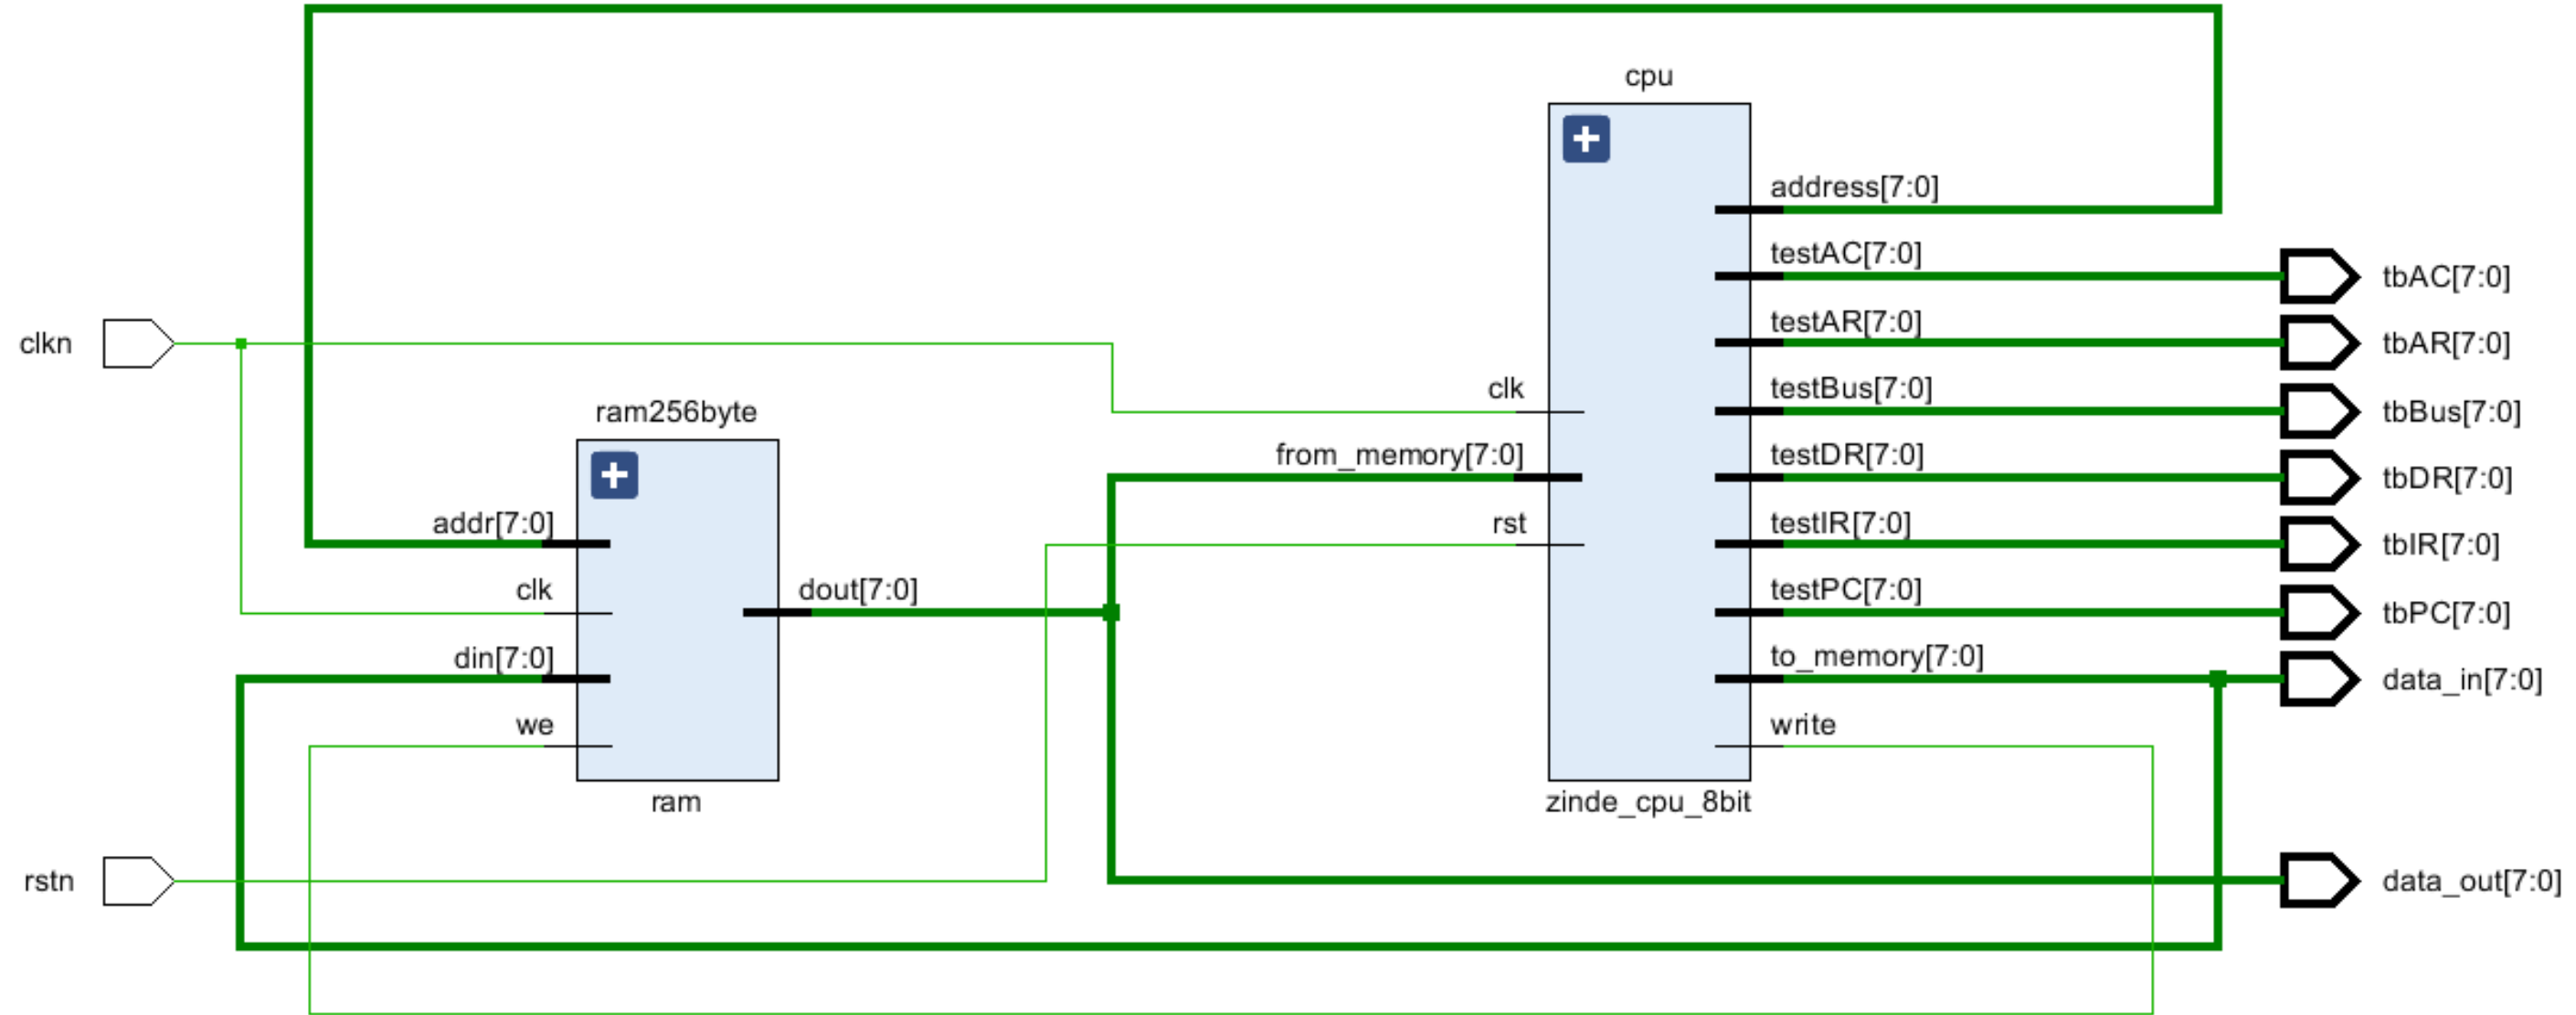 cpu
address[7:0]
testAC[7:0]
tbAC[7:0]
testAR[7:0]
clkn
tbAR[7:0]
clk
testBus[7:0]
ram256byte
tbBus[7:0]
from_memory[7:0]
testDR[7:0]
tbDR[7:0]
addr[7:0]
rst
testIR[7:0]
tbIR[7:0]
clk
dout[7:0]
testPC[7:0]
tbPC[7:0]
din[7:0]
to_memory[7:0]
data_in[7:0]
we
write
ram
zinde_cpu_8bit
rstn
data_out[7:0]